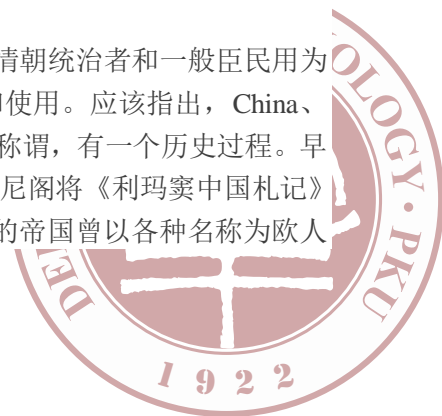 清朝统治者和一般臣民用为
使用。应该指出，China、
称谓，有一个历史过程。早
尼阁将《利玛窦中国札记》
的帝国曾以各种名称为欧人
OLOGY · PKU
1922